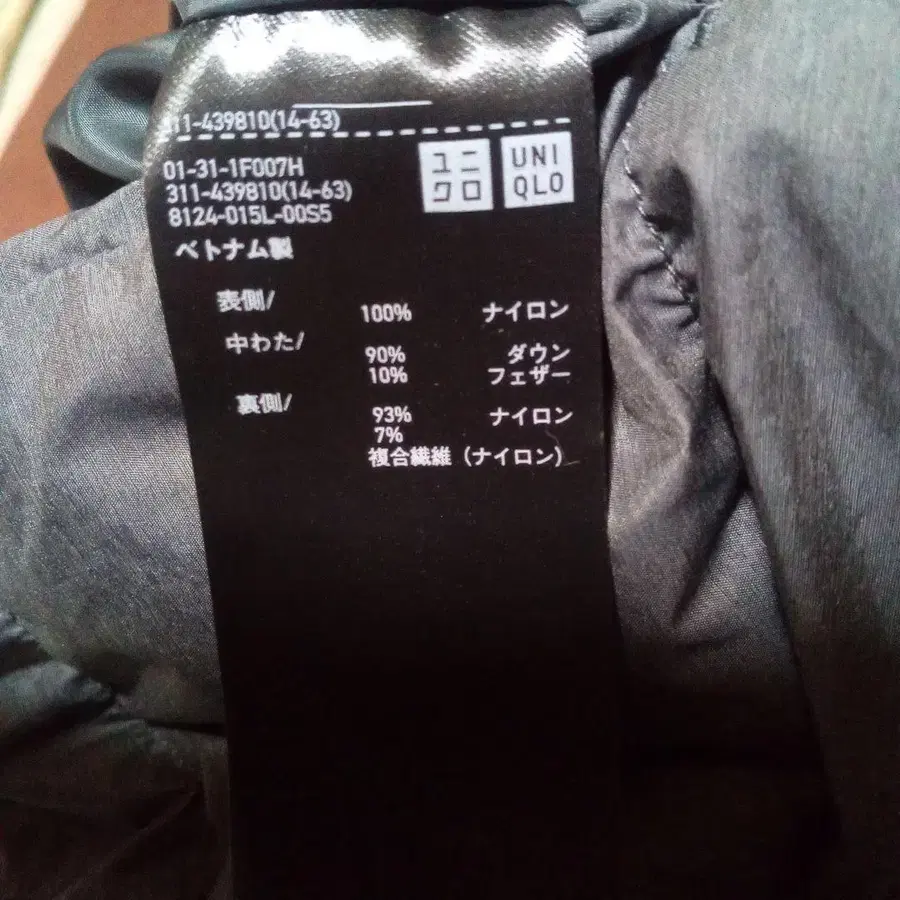 311-439810(14-63)
ユニクロ
UNIQLO
01-31-1F007H
311-439810(14-63)
8124-015L-00S5
ベトナム製
表側/
100% ナイロン
中わた/
90% ダウン
10% フェザー
裏側/
93% ナイロン
7%
複合繊維(ナイロン)